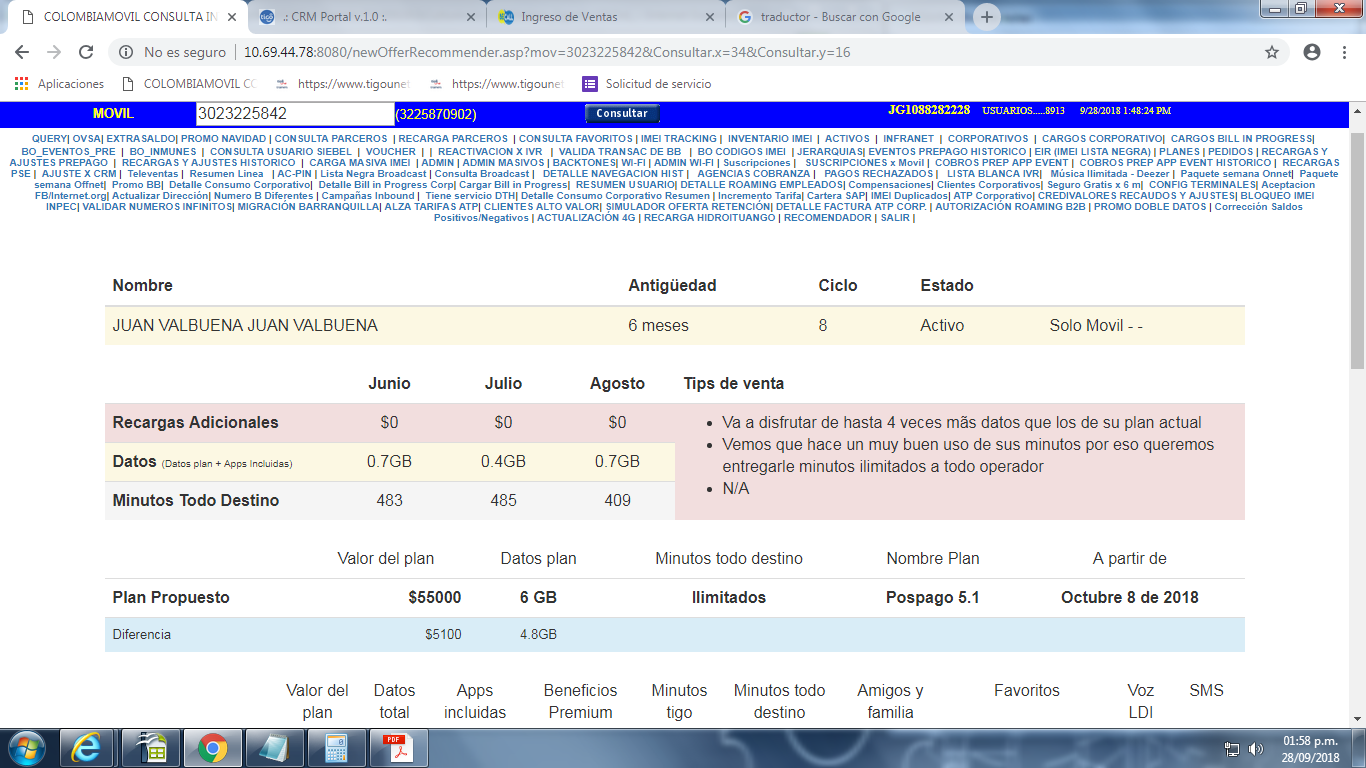 COLOMBIAMOVIL CONSULTA IN
.: CRM Portal v.1.0 :.
Ingreso de Ventas
traductor - Buscar con Google
No es seguro | 10.69.44.78:8080/newOfferRecommender.asp?mov=3023225842&Consultar.x=34&Consultar.y=16
Aplicaciones COLOMBIAMOVIL CO https://www.tigounet https://www.tigounet Solicitud de servicio
MOVIL 3023225842 (3225870902) Consultar JG1088282228 USUARIOS.....8913 9/28/2018 1:48:24 PM
QUERY| OVSA| EXTRASALDO| PROMO NAVIDAD | CONSULTA PARCEROS | RECARGA PARCEROS | CONSULTA FAVORITOS | IMEI TRACKING | INVENTARIO IMEI | ACTIVOS | INFRANET | CORPORATIVOS | CARGOS CORPORATIVO| CARGOS BILL IN PROGRESS|
BO_EVENTOS_PRE | BO_INMUNES | CONSULTA USUARIO SIEBEL | VOUCHER | | REACTIVACION X IVR | VALIDA TRANSAC DE BB | BO CODIGOS IMEI | JERARQUIAS| EVENTOS PREPAGO HISTORICO | EIR (IMEI LISTA NEGRA) | PLANES | PEDIDOS | RECARGAS Y
AJUSTES PREPAGO | RECARGAS Y AJUSTES HISTORICO | CARGA MASIVA IMEI | ADMIN | ADMIN MASIVOS | BACKTONES| WI-FI | ADMIN WI-FI | Suscripciones | SUSCRIPCIONES x Movil | COBROS PREP APP EVENT | COBROS PREP APP EVENT HISTORICO | RECARGAS
PSE | AJUSTE X CRM | Televentas | Resumen Línea | AC-PIN | Lista Negra Broadcast | Consulta Broadcast | DETALLE NAVEGACION HIST | AGENCIAS COBRANZA | PAGOS RECHAZADOS | LISTA BLANCA IVR| Música Ilimitada - Deezer | Paquete semana Onnet| Paquete
semana Offnet| Promo BB| Detalle Consumo Corporativo| Detalle Bill in Progress Corp| Cargar Bill in Progress| RESUMEN USUARIO| DETALLE ROAMING EMPLEADOS| Compensaciones| Clientes Corporativos| Seguro Gratis x 6 m| CONFIG TERMINALES| Aceptacion
FB/Internet.org| Actualizar Dirección| Numero B Diferentes | Campañas Inbound | Tiene servicio DTH| Detalle Consumo Corporativo Resumen | Incremento Tarifa| Cartera SAP| IMEI Duplicados| ATP Corporativo| CREDIVALORES RECAUDOS Y AJUSTES| BLOQUEO IMEI
INPEC| VALIDAR NUMEROS INFINITOS| MIGRACIÓN BARRANQUILLA| ALZA TARIFAS ATP| CLIENTES ALTO VALOR| SIMULADOR OFERTA RETENCIÓN| DETALLE FACTURA ATP CORP. | AUTORIZACIÓN ROAMING B2B | PROMO DOBLE DATOS | Corrección Saldos
Positivos/Negativos | ACTUALIZACIÓN 4G | RECARGA HIDROITUANGO | RECOMENDADOR | SALIR |
Nombre Antigüedad Ciclo Estado
JUAN VALBUENA JUAN VALBUENA 6 meses 8 Activo Solo Movil - -
Junio Julio Agosto Tips de venta
Recargas Adicionales $0 $0 $0
Datos (Datos plan + Apps Incluidas) 0.7GB 0.4GB 0.7GB
Minutos Todo Destino 483 485 409
• Va a disfrutar de hasta 4 veces mãs datos que los de su plan actual
• Vemos que hace un muy buen uso de sus minutos por eso queremos
entregarle minutos ilimitados a todo operador
• N/A
Valor del plan Datos plan Minutos todo destino Nombre Plan A partir de
Plan Propuesto $55000 6 GB Ilimitados Pospago 5.1 Octubre 8 de 2018
Diferencia $5100 4.8GB
Valor del Datos Apps Beneficios Minutos Minutos todo Amigos y Favoritos Voz SMS
plan total incluidas Premium tigo destino familia LDI
01:58 p.m.
28/09/2018